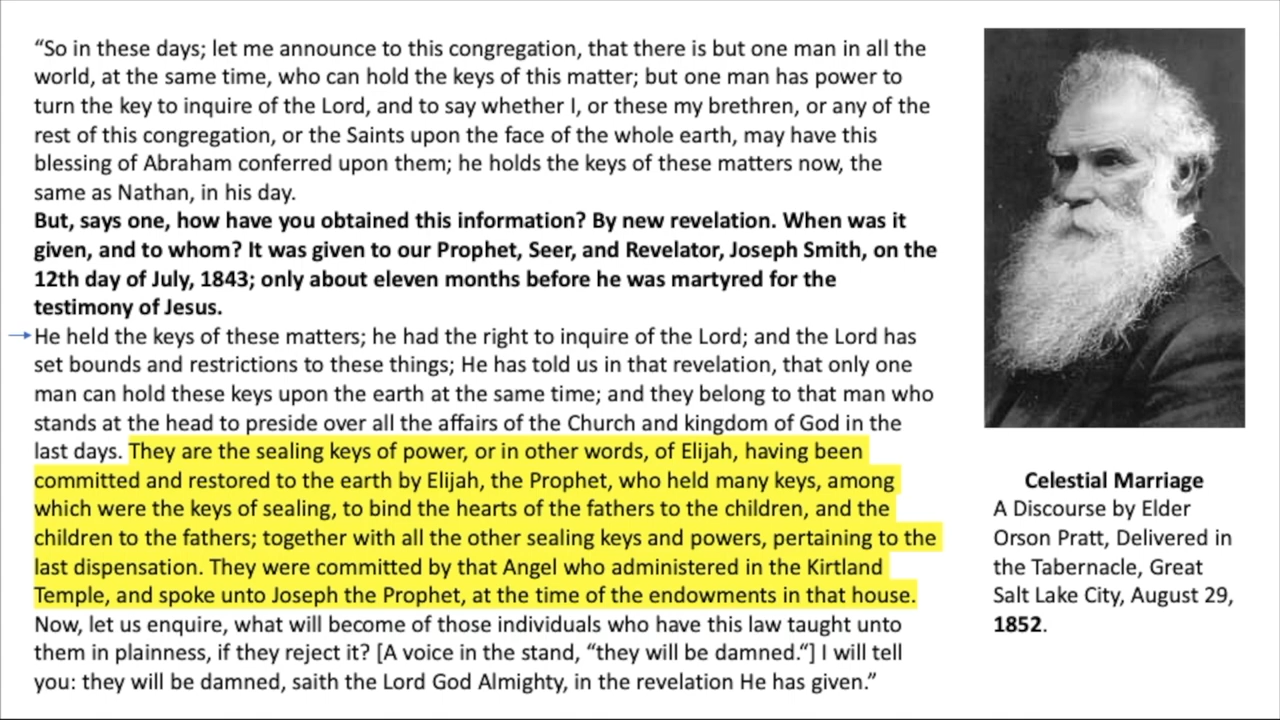 “So in these days; let me announce to this congregation, that there is but one man in all the
world, at the same time, who can hold the keys of this matter; but one man has power to
turn the key to inquire of the Lord, and to say whether I, or these my brethren, or any of the
rest of this congregation, or the Saints upon the face of the whole earth, may have this
blessing of Abraham conferred upon them; he holds the keys of these matters now, the
same as Nathan, in his day.
But, says one, how have you obtained this information? By new revelation. When was it
given, and to whom? It was given to our Prophet, Seer, and Revelator, Joseph Smith, on the
12th day of July, 1843; only about eleven months before he was martyred for the
testimony of Jesus.
He held the keys of these matters; he had the right to inquire of the Lord; and the Lord has
set bounds and restrictions to these things; He has told us in that revelation, that only one
man can hold these keys upon the earth at the same time; and they belong to that man who
stands at the head to preside over all the affairs of the Church and kingdom of God in the
last days. They are the sealing keys of power, or in other words, of Elijah, having been
committed and restored to the earth by Elijah, the Prophet, who held many keys, among
which were the keys of sealing, to bind the hearts of the fathers to the children, and the
children to the fathers; together with all the other sealing keys and powers, pertaining to the
last dispensation. They were committed by that Angel who administered in the Kirtland
Temple, and spoke unto Joseph the Prophet, at the time of the endowments in that house.
Now, let us enquire, what will become of those individuals who have this law taught unto
them in plainness, if they reject it? [A voice in the stand, “they will be damned.“] I will tell
you: they will be damned, saith the Lord God Almighty, in the revelation He has given.”
Celestial Marriage
A Discourse by Elder
Orson Pratt, Delivered in
the Tabernacle, Great
Salt Lake City, August 29,
1852.